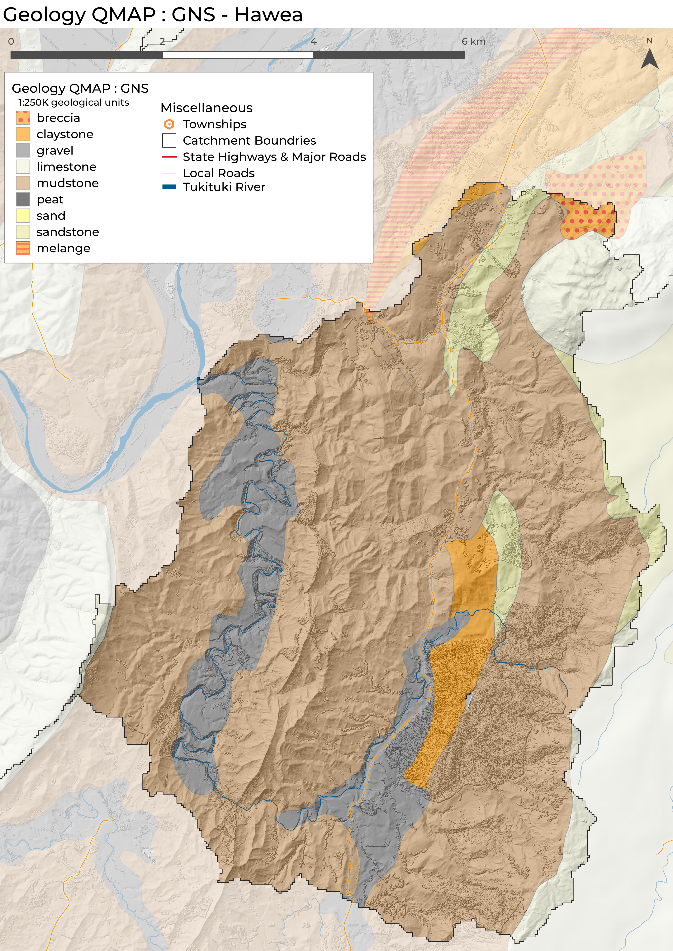 Geology QMAP : GNS - Hawea
0 2 4 6 km
N
Geology QMAP : GNS
1:250K geological units
breccia
claystone
gravel
limestone
mudstone
peat
sand
sandstone
melange
Miscellaneous
Townships
Catchment Boundries
State Highways & Major Roads
Local Roads
Tukituki River